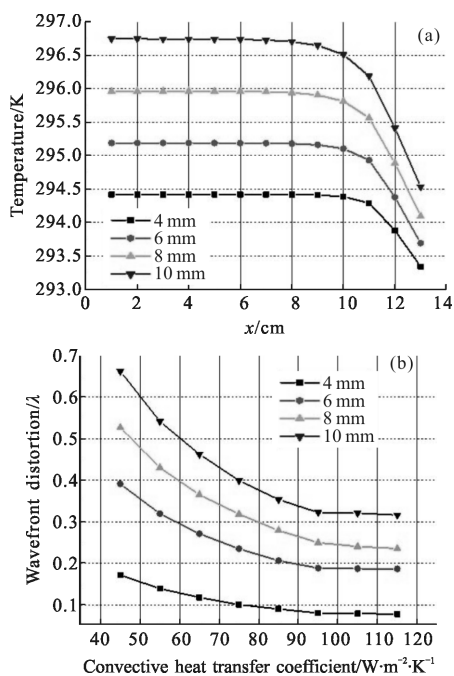 297.0
296.5
296.0
295.5
295.0
294.5
294.0
293.5
293.0
Temperature/K
(a)
4 mm
6 mm
8 mm
10 mm
0 2 4 6 8 10 12 14
x/cm
0.7
0.6
0.5
0.4
0.3
0.2
0.1
Wavefront distortion/λ
(b)
4 mm
6 mm
8 mm
10 mm
40 50 60 70 80 90 100 110 120
Convective heat transfer coefficient/W·m⁻²·K⁻¹